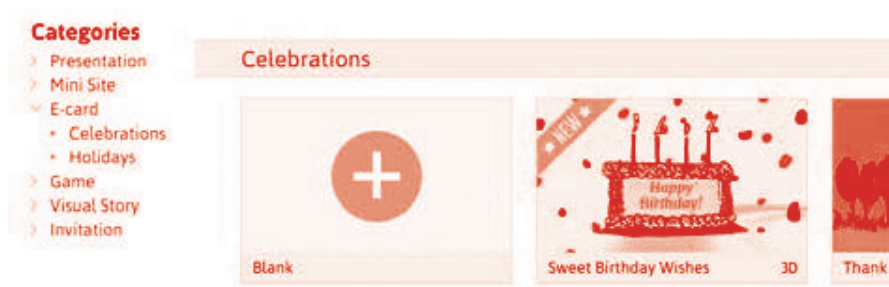 Categories
Presentation
Mini Site
E-card
Celebrations
Holidays
Game
Visual Story
Invitation
Celebrations
Blank
NEW
Happy
Birthday!
Sweet Birthday Wishes 3D
Thank